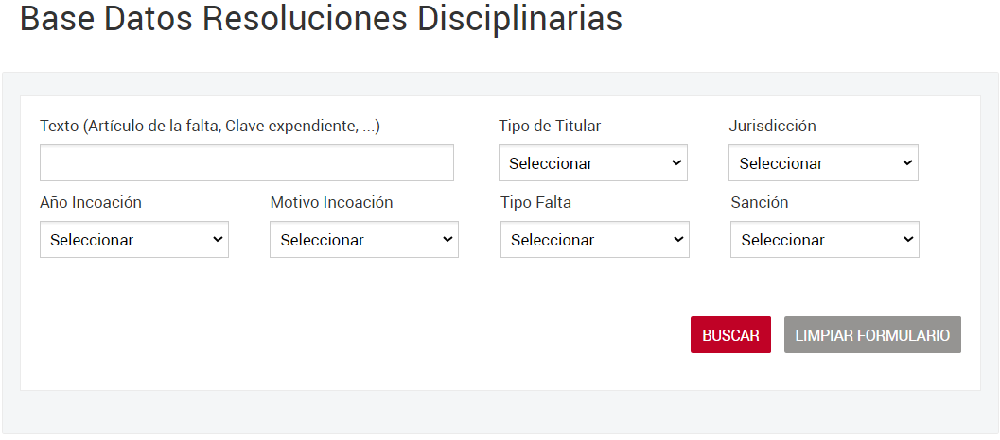 Base Datos Resoluciones Disciplinarias
Texto (Artículo de la falta, Clave expendiente, ...)
Tipo de Titular
Jurisdicción
Seleccionar
Seleccionar
Año Incoación
Motivo Incoación
Tipo Falta
Sanción
Seleccionar
Seleccionar
Seleccionar
Seleccionar
BUSCAR
LIMPIAR FORMULARIO